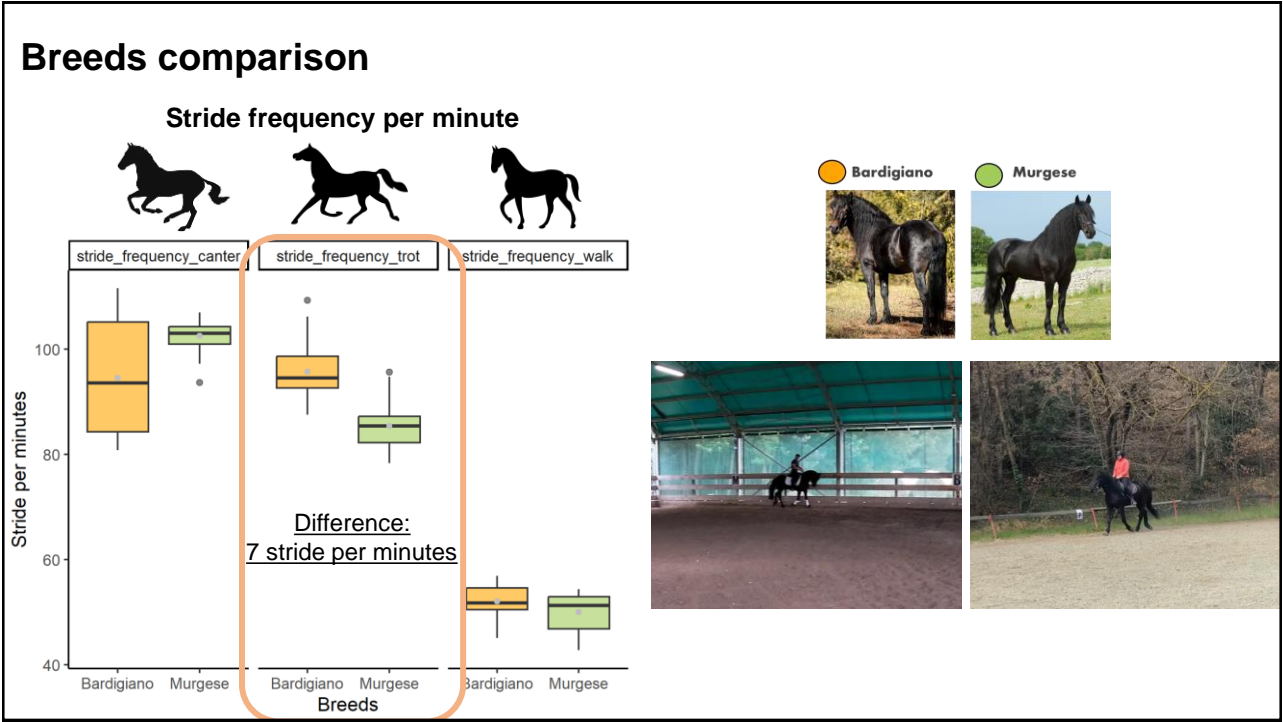 Breeds comparison
Stride frequency per minute
stride_frequency_canter
stride_frequency_trot
stride_frequency_walk
Stride per minutes
100
80
60
40
Difference:
7 stride per minutes
Bardigiano
Murgese
Bardigiano
Murgese
Bardigiano
Murgese
Breeds
Bardigiano
Murgese
B